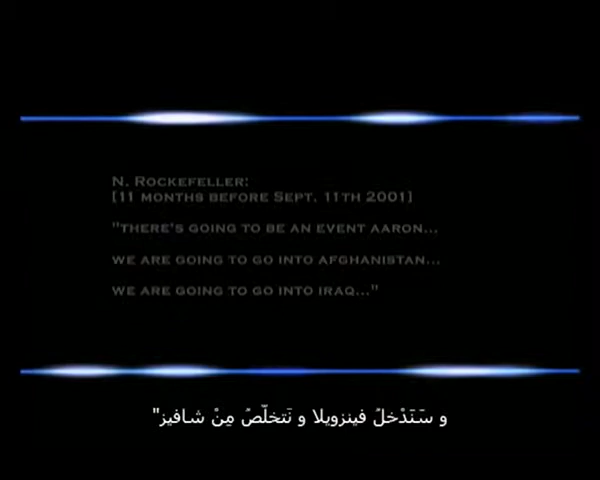 N. ROCKEFELLER:
[11 MONTHS BEFORE SEPT. 11TH 2001]
"THERE'S GOING TO BE AN EVENT AARON...
WE ARE GOING TO GO INTO AFGHANISTAN...
WE ARE GOING TO GO INTO IRAQ..."
و سَنَدْخلُ فينزويلا و نَتخلّصُ مِنْ شافيز"